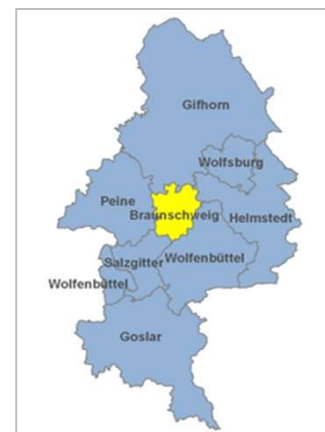 Gifhorn
Wolfsburg
Peine
Braunschweig
Helmstedt
Salzgitter
Wolfenbüttel
Wolfenbüttel
Goslar